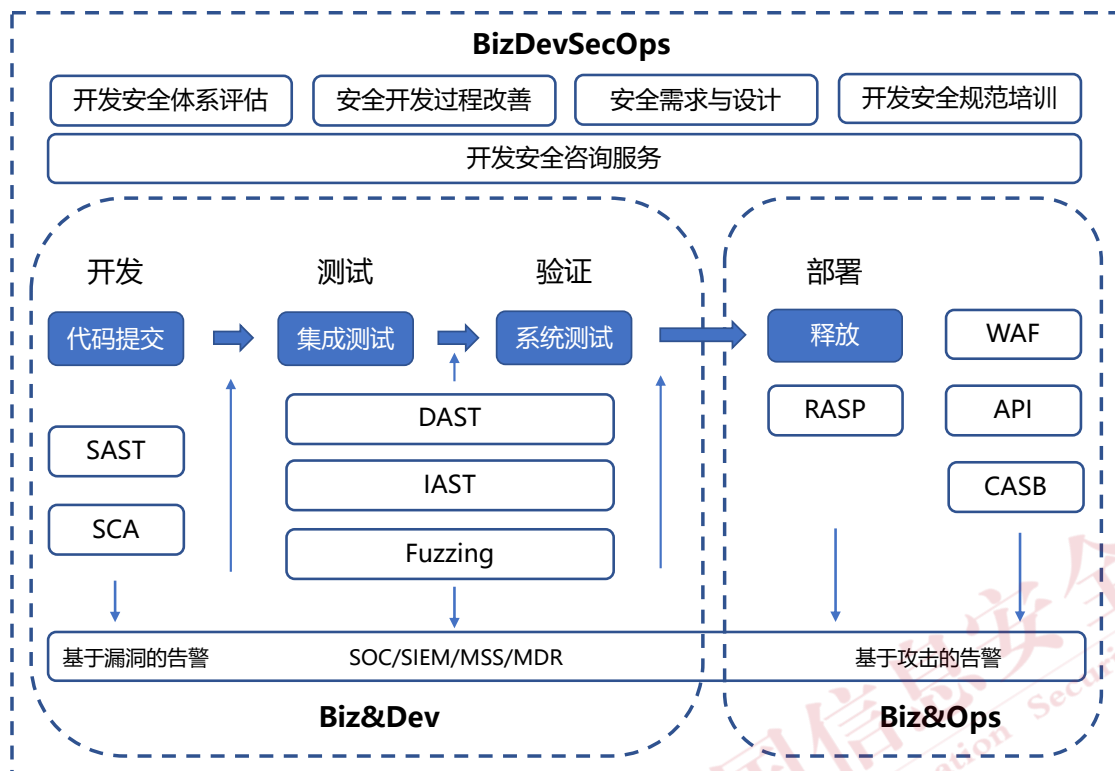 BizDevSecOps
开发安全体系评估
安全开发过程改善
安全需求与设计
开发安全规范培训
开发安全咨询服务
开发
测试
验证
部署
代码提交
集成测试
系统测试
释放
WAF
SAST
SCA
DAST
IAST
Fuzzing
RASP
API
CASB
基于漏洞的告警
SOC/SIEM/MSS/MDR
基于攻击的告警
Biz&Dev
Biz&Ops
信息安全